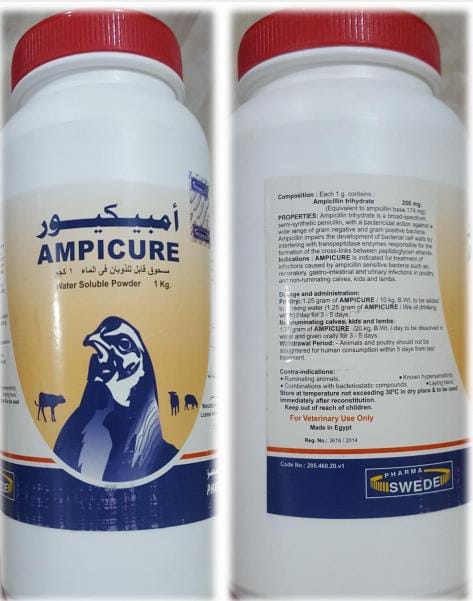 أمبيكيور
AMPICURE
مسحوق قابل للذوبان فى الماء ١ كجم
Water Soluble Powder 1 Kg.
Composition : Each 1 g. contains :
Ampicillin trihydrate 200 mg.
(Equivalent to ampicillin base 174 mg)
PROPERTIES: Ampicillin trihydrate is a broad-spectrum
semi-synthetic penicillin, with a bactericidal action against a
wide range of gram negative and gram positive bacteria.
Ampicillin impairs the development of bacterial cell walls by
interfering with transpeptidase enzymes responsible for the
formation of the cross-links between peptidoglycan strands.
Indications : AMPICURE is indicated for treatment of
infections caused by ampicillin sensitive bacteria such as:
respiratory, gastro-intestinal and urinary infections in poultry
and non-ruminating calves, kids and lambs.
Dosage and administration:
Poultry: 1.25 gram of AMPICURE / 10 kg. B.Wt. to be added
to drinking water (1.25 gram of AMPICURE / litre of drinking
water) /day for 3 - 5 days.
Non-ruminating calves, kids and lambs:
1.25 gram of AMPICURE /20 kg. B.Wt. / day to be dissolved in
water and given orally for 3 - 5 days.
Withdrawal Period: - Animals and poultry should not be
slaughtered for human consumption within 5 days from last
treatment.
Contra-indications:
• Ruminating animals. • Known hypersensitivity.
• Combinations with bacteriostatic compounds. • Laying hens.
Store at temperature not exceeding 30ºC in dry place & to be used
immediately after reconstitution.
Keep out of reach of children.
For Veterinary Use Only
Made in Egypt
Reg. No.: 3618 / 2014
Code No.: 205.460.20.v1
PHARMA
SWEDE